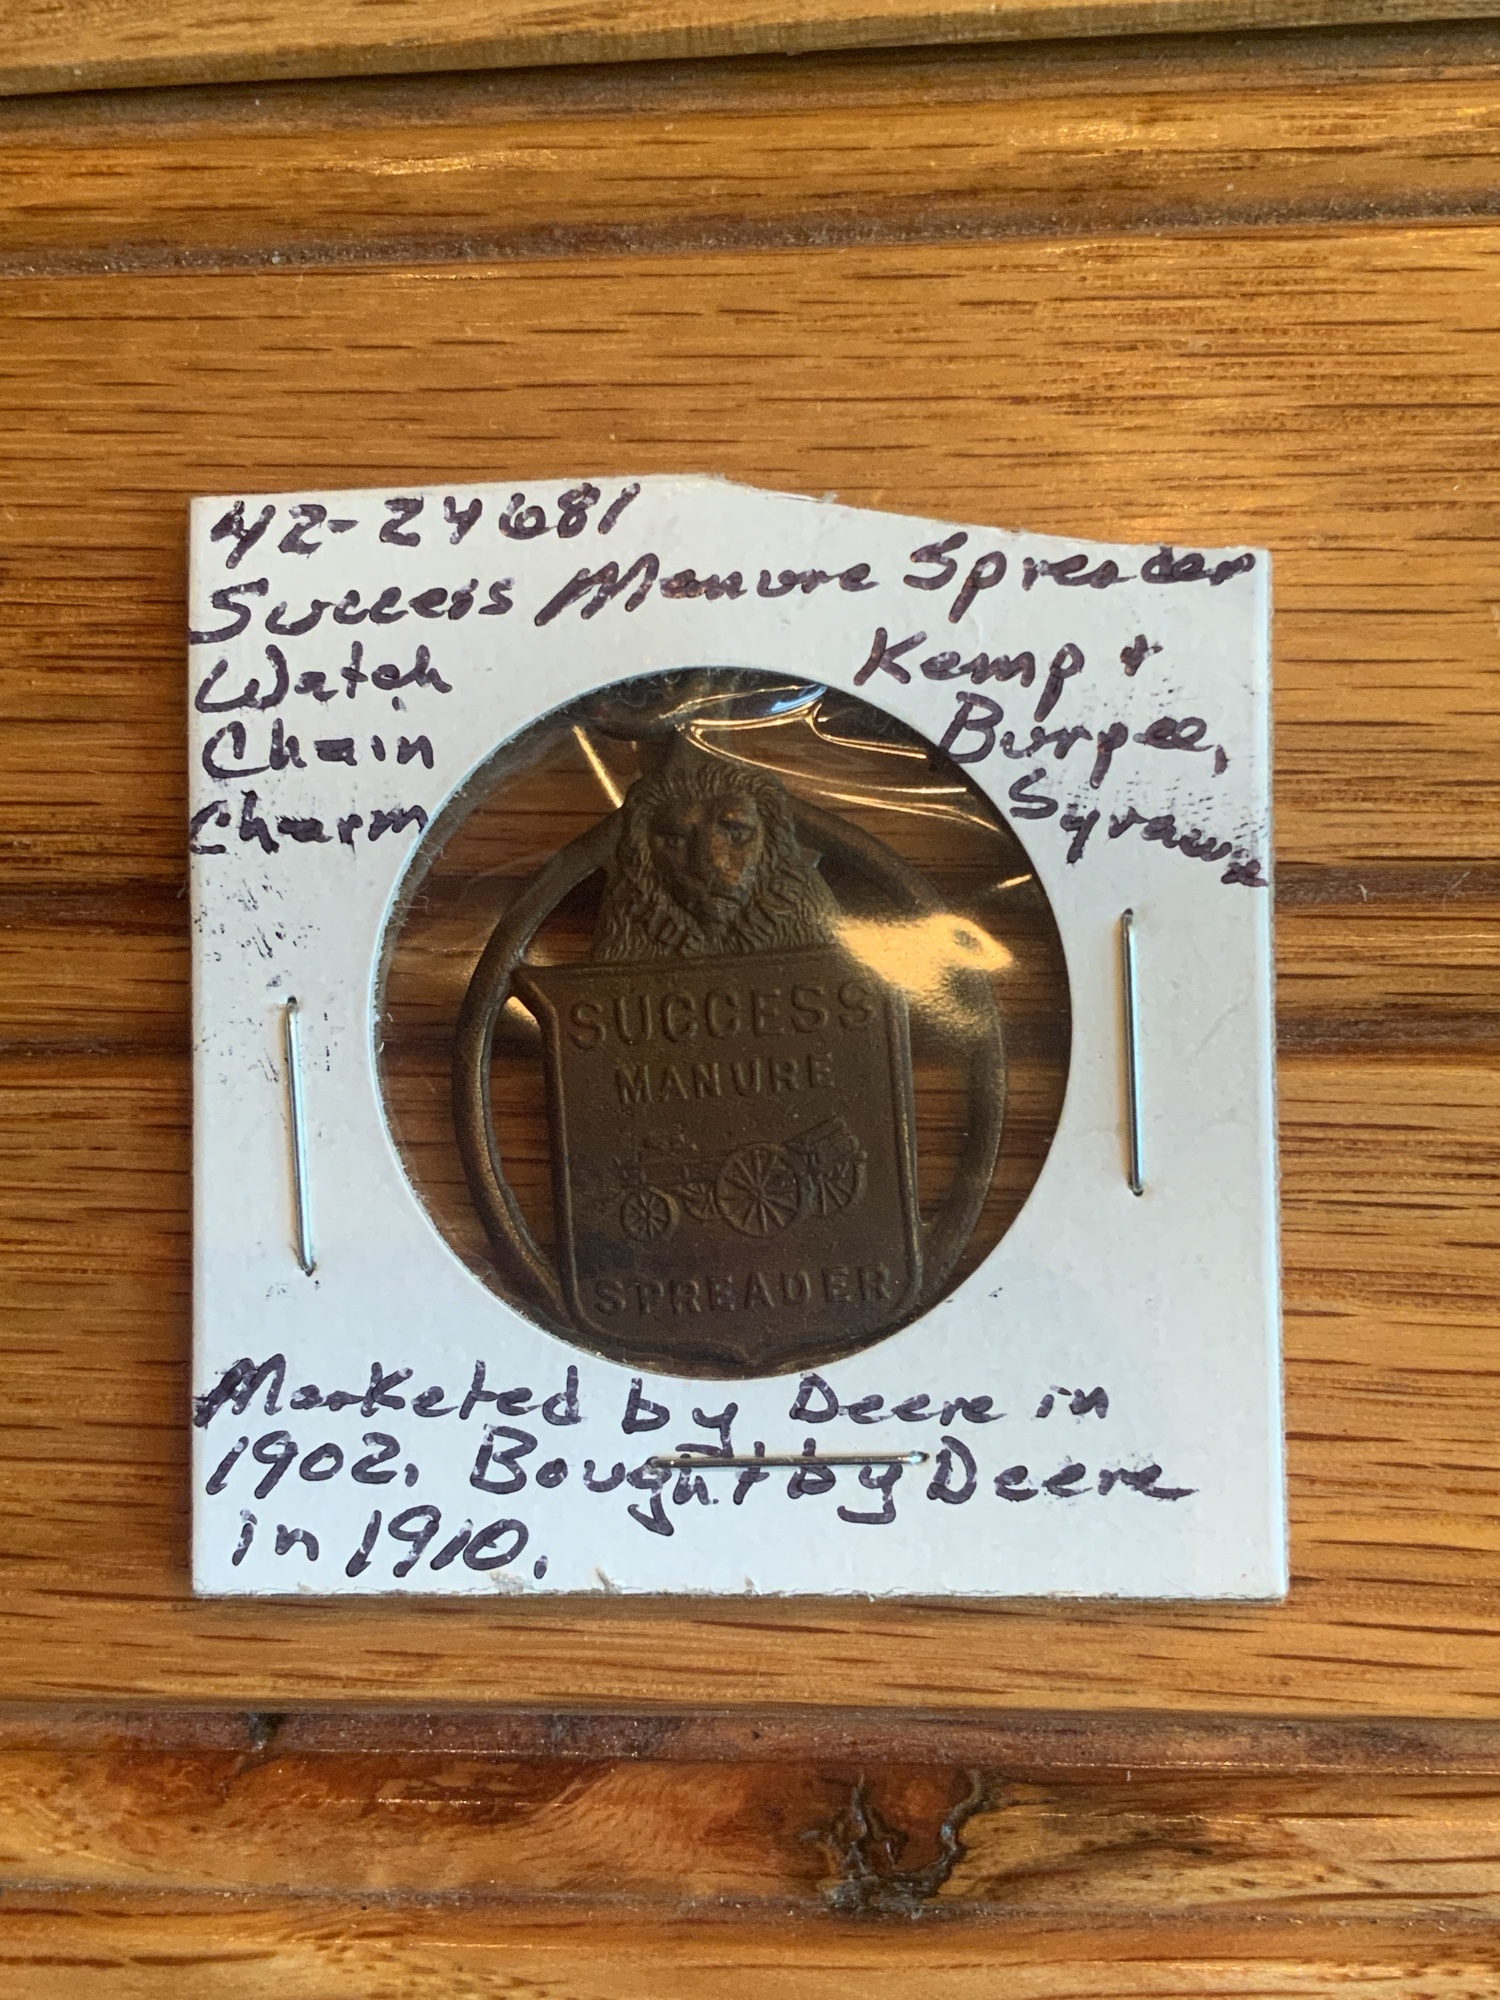 42-24681
Success Manure Spreader
Watch
Chain
Charm
Kemp +
Burpee,
Syracuse
SUCCESS
MANURE
SPREADER
Marketed by Deere in
1902. Bought by Deere
in 1910.